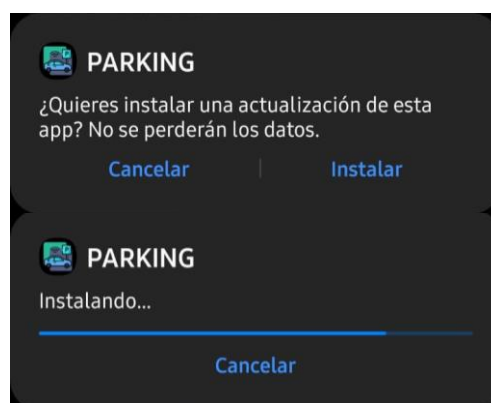 PARKING
¿Quieres instalar una actualización de esta
app? No se perderán los datos.
Cancelar Instalar
PARKING
Instalando...
Cancelar